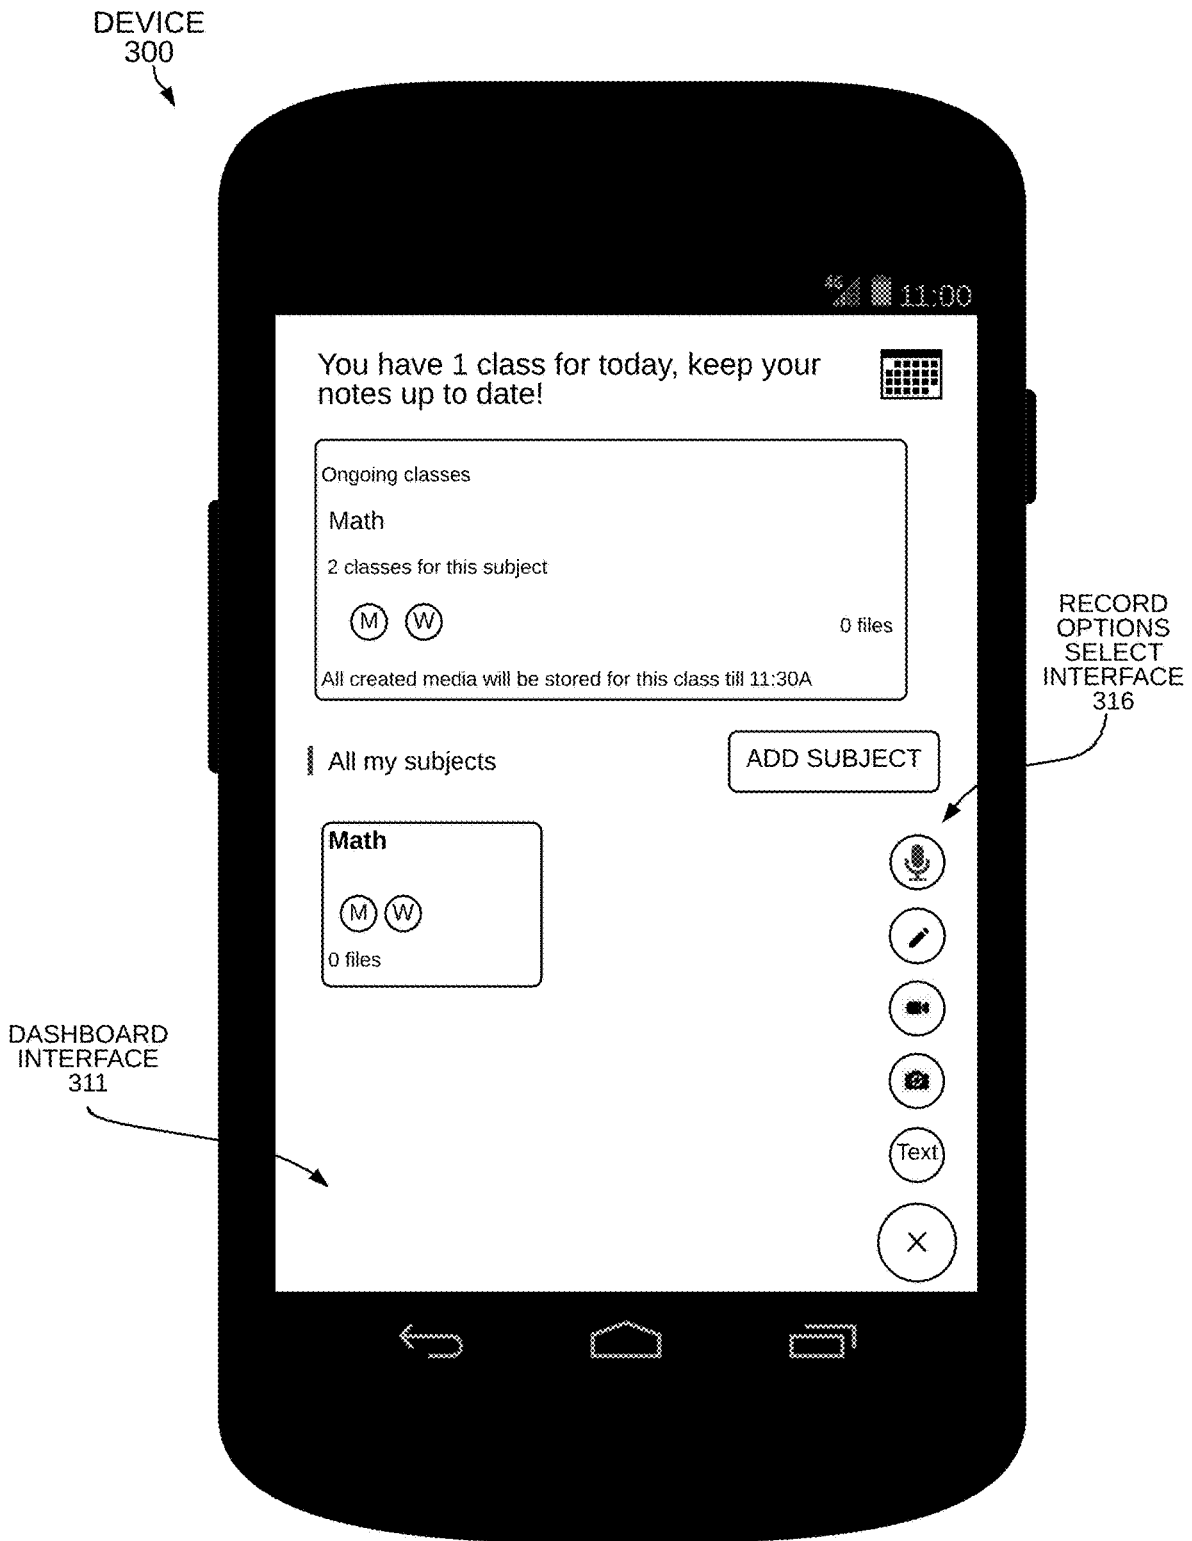 DEVICE
300
4G 11:00
You have 1 class for today, keep your
notes up to date!
Ongoing classes
Math
2 classes for this subject
M W
0 files
All created media will be stored for this class till 11:30A
RECORD
OPTIONS
SELECT
INTERFACE
316
All my subjects
ADD SUBJECT
Math
M W
0 files
DASHBOARD
INTERFACE
311
Text